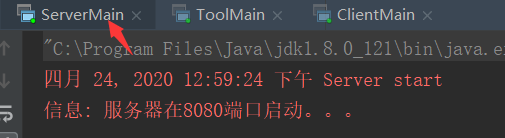 ServerMain ToolMain ClientMain
"C:\Program Files\Java\jdk1.8.0_121\bin\java.e
四月 24, 2020 12:59:24 下午 Server start
信息: 服务器在8080端口启动。。。